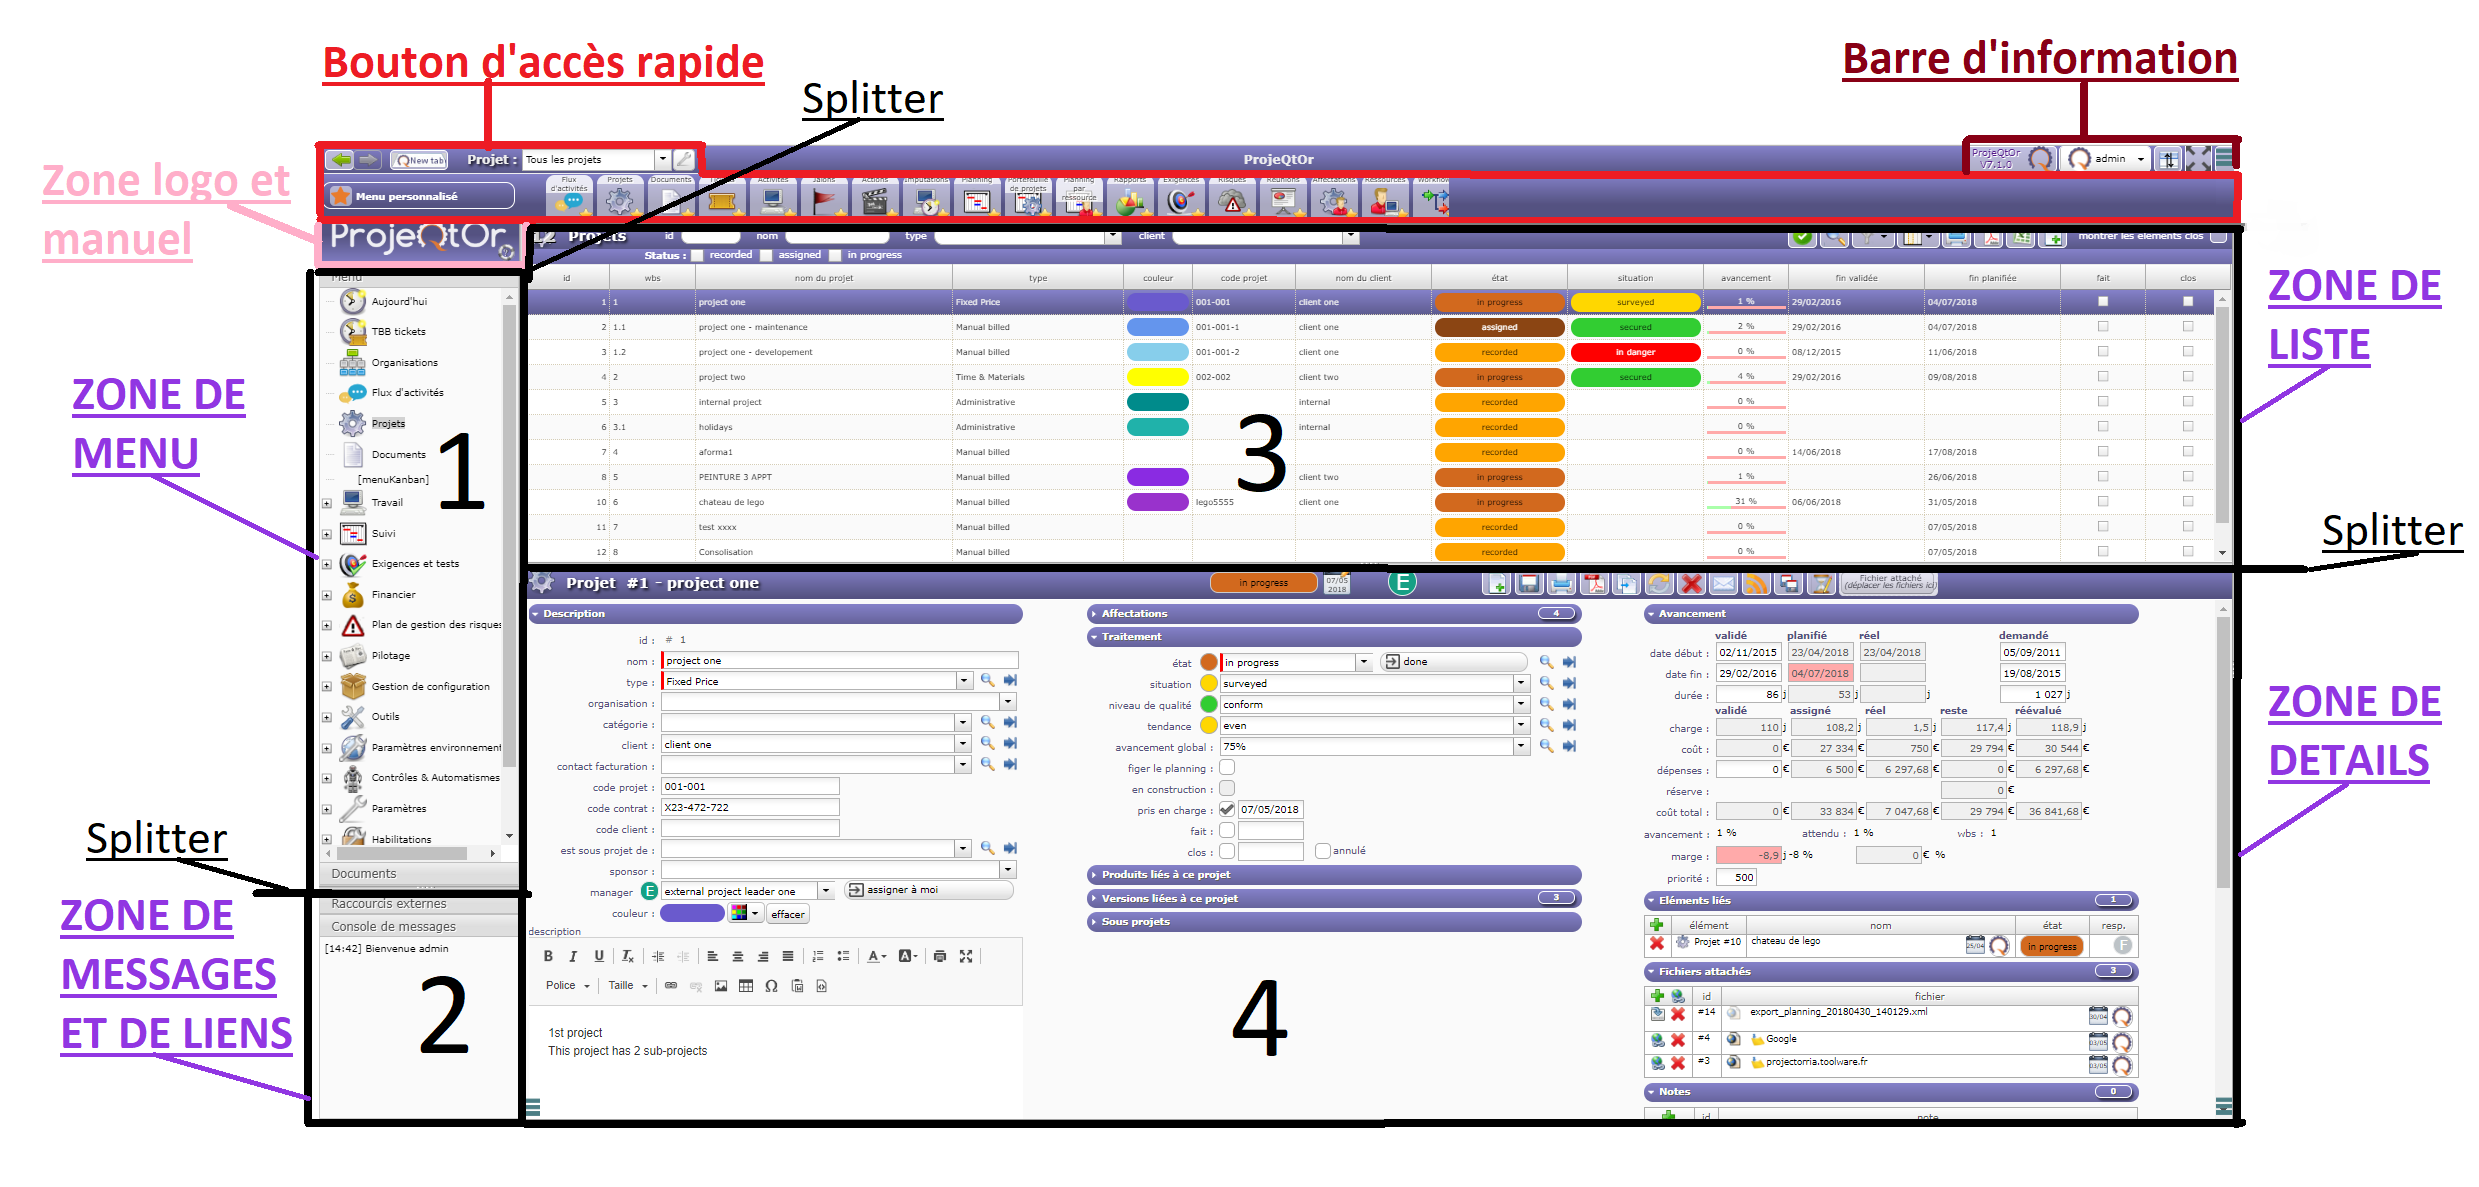 Bouton d'accès rapide
Barre d'information
Splitter
Zone logo et
manuel
New tab
Projet :
Tous les projets
ProjeQtOr
ProjeQtOr
V7.1.0
admin
Menu personnalisé
Flux
d'activités
Projets
Documents
Activités
Jalons
Actions
Imputations
Planning
Portefeuille
de projets
Planning
par
ressource
Rapports
Exigences
Risques
Réunions
Affectations
Ressources
Workflow
ProjeQtOr
Projets
id
nom
type
client
montrer les éléments clos
Status :
recorded
assigned
in progress
Menu
id wbs nom du projet type couleur code projet nom du client état situation avancement fin validée fin planifiée fait clos
1 1 project one Fixed Price 001-001 client one in progress surveyed 1 % 29/02/2016 04/07/2018
2 1.1 project one - maintenance Manual billed 001-001-1 client one assigned secured 2 % 29/02/2016 04/07/2018
3 1.2 project one - developement Manual billed 001-001-2 client one recorded in danger 0 % 08/12/2015 11/06/2018
4 2 project two Time & Materials 002-002 client two in progress secured 4 % 29/02/2016 09/08/2018
5 3 internal project Administrative internal recorded 0 %
6 3.1 holidays Administrative internal recorded 0 %
7 4 aforma1 Manual billed recorded 0 % 14/06/2018 17/08/2018
8 5 PEINTURE 3 APPT Manual billed client two in progress 1 % 26/06/2018
10 6 chateau de lego Manual billed lego5555 client one in progress 31 % 06/06/2018 31/05/2018
11 7 test xxxx Manual billed recorded 0 % 07/05/2018
12 8 Consolisation Manual billed recorded 0 % 07/05/2018
3
ZONE DE
LISTE
Splitter
Aujourd'hui
TBB tickets
Organisations
Flux d'activités
Projets
Documents
[menuKanban]
Travail
Suivi
Exigences et tests
Financier
Plan de gestion des risques
Pilotage
Gestion de configuration
Outils
Paramètres environnement
Contrôles & Automatismes
Paramètres
Habilitations
Documents
1
ZONE DE
MENU
Splitter
Raccourcis externes
Console de messages
[14:42] Bienvenue admin
2
ZONE DE
MESSAGES
ET DE LIENS
Projet #1 - project one
in progress
07/05
2018
E
Fichier attaché
(déplacer les fichiers ici)
Description
id : # 1
nom : project one
type : Fixed Price
organisation :
catégorie :
client : client one
contact facturation :
code projet : 001-001
code contrat : X23-472-722
code client :
est sous projet de :
sponsor :
manager E external project leader one assigner à moi
couleur : effacer
description
B I U Tx A A
Police Taille Ω
1st project
This project has 2 sub-projects
4
Affectations 4
Traitement
état in progress done
situation surveyed
niveau de qualité conform
tendance even
avancement global : 75%
figer le planning :
en construction :
pris en charge : 07/05/2018
fait :
clos : annulé
Produits liés à ce projet
Versions liées à ce projet 3
Sous projets
Avancement
validé planifié réel demandé
date début : 02/11/2015 23/04/2018 23/04/2018 05/09/2011
date fin : 29/02/2016 04/07/2018 19/08/2015
durée : 86 j 53 j j 1 027 j
validé assigné réel reste réévalué
charge : 110 j 108,2 j 1,5 j 117,4 j 118,9 j
coût : 0 € 27 334 € 750 € 29 794 € 30 544 €
dépenses : 0 € 6 500 € 6 297,68 € 0 € 6 297,68 €
réserve : 0 €
coût total : 0 € 33 834 € 7 047,68 € 29 794 € 36 841,68 €
avancement : 1 % attendu : 1 % wbs : 1
marge : -8,9 j -8 % 0 € %
priorité : 500
Eléments liés 1
élément nom état resp.
Projet #10 chateau de lego 25/04 in progress F
Fichiers attachés 3
id fichier
#14 export_planning_20180430_140129.xml 30/04
#4 Google 03/05
#3 projectorria.toolware.fr 03/05
Notes 0
id note
ZONE DE
DETAILS